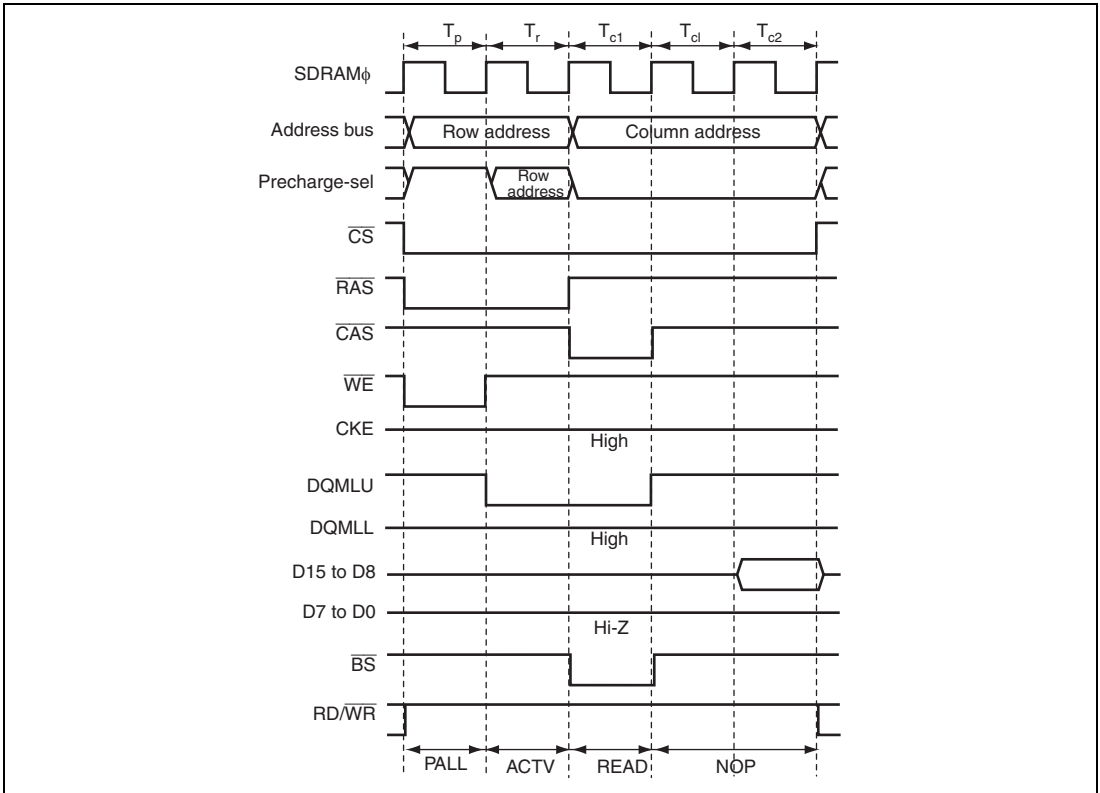 Tp Tr Tc1 Tcl Tc2
SDRAMϕ
Address bus Row address Column address
Precharge-sel Row address
CS
RAS
CAS
WE
CKE High
DQMLU
DQMLL High
D15 to D8
D7 to D0 Hi-Z
BS
RD/WR
PALL ACTV READ NOP